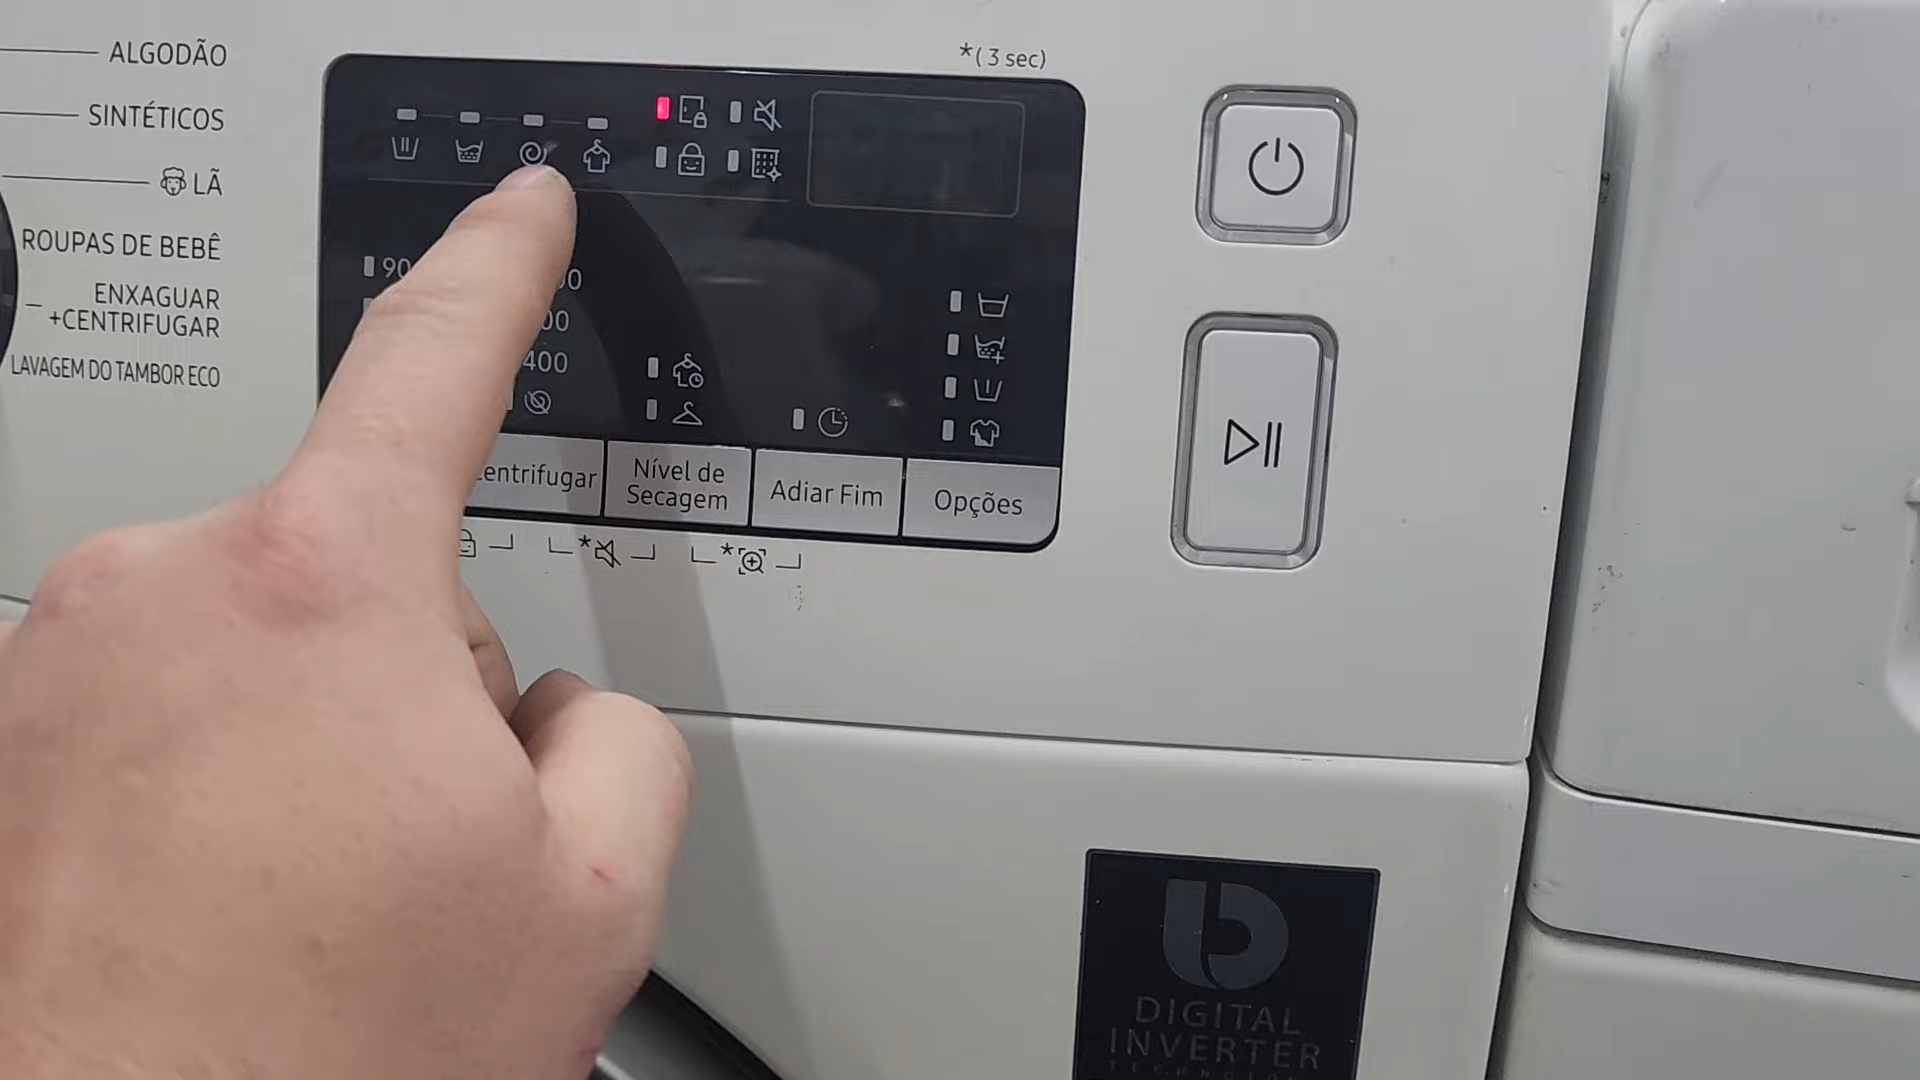 ALGODÃO
SINTÉTICOS
LÃ
ROUPAS DE BEBÊ
ENXAGUAR
+CENTRIFUGAR
LAVAGEM DO TAMBOR ECO
*(3 sec)
90
400
Nível de
Secagem
Adiar Fim
Opções
*
*
DIGITAL
INVERTER